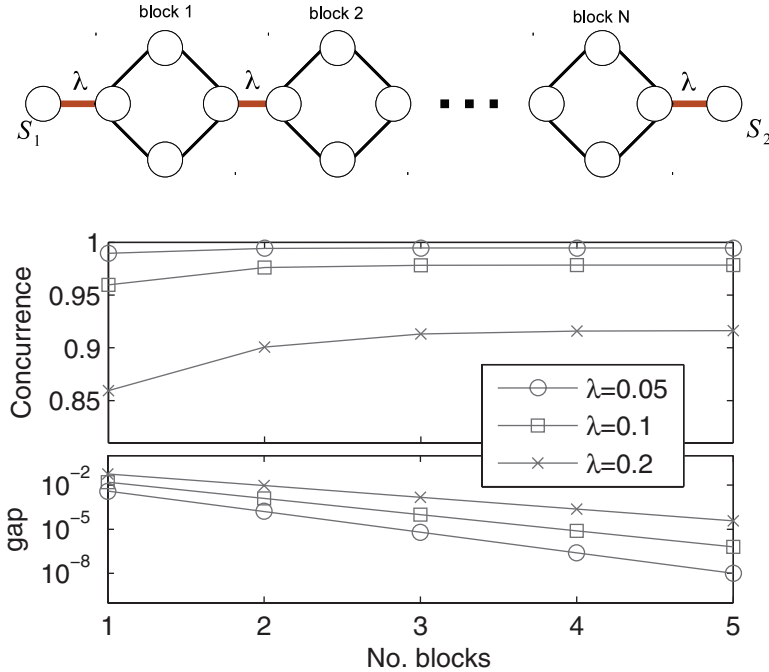 block 1 block 2 block N
λ λ λ
S1 S2
1
0.95
0.9
0.85
Concurrence
λ=0.05
λ=0.1
λ=0.2
10−2
10−5
10−8
gap
1 2 3 4 5
No. blocks